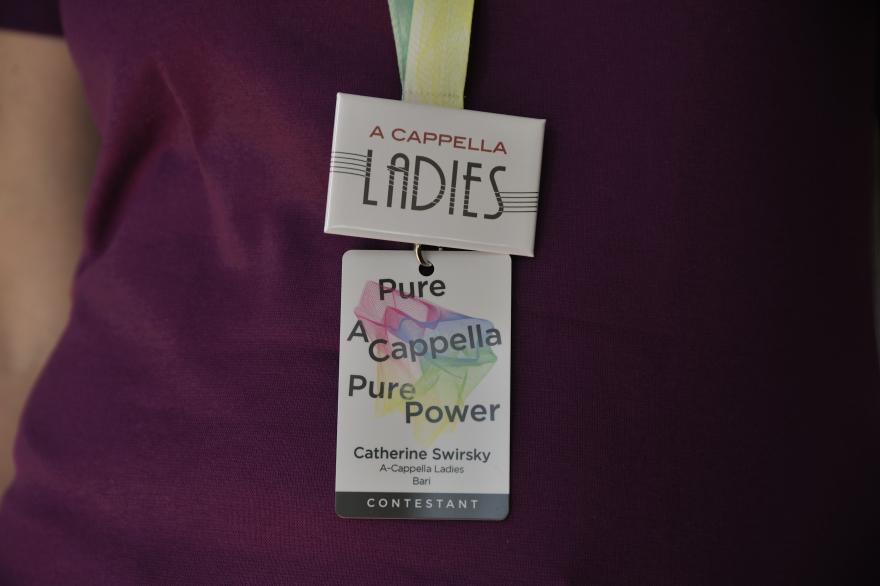 A CAPPELLA
LADIES
Pure
A
Cappella
Pure
Power
Catherine Swirsky
A-Cappella Ladies
Bari
CONTESTANT